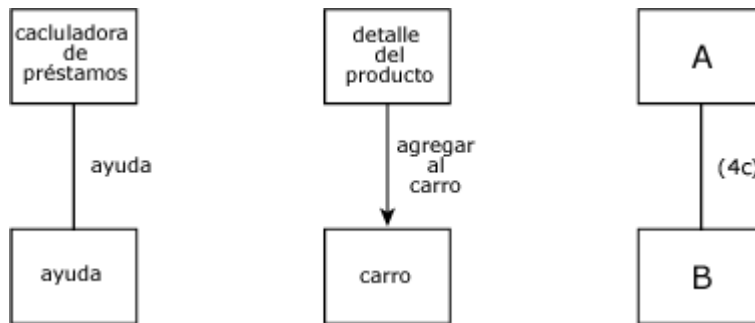 cacluladora
de
préstamos
ayuda
ayuda
detalle
del
producto
agregar
al
carro
carro
A
(4c)
B